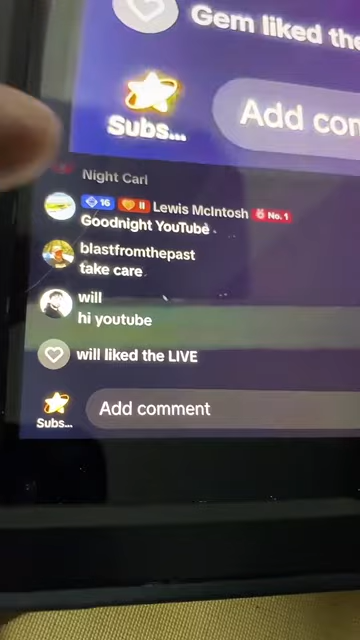 Gem liked the
Subs...
Add com
Night Carl
16 II Lewis McIntosh No. 1
Goodnight YouTube
blastfromthepast
take care
will
hi youtube
will liked the LIVE
Subs...
Add comment